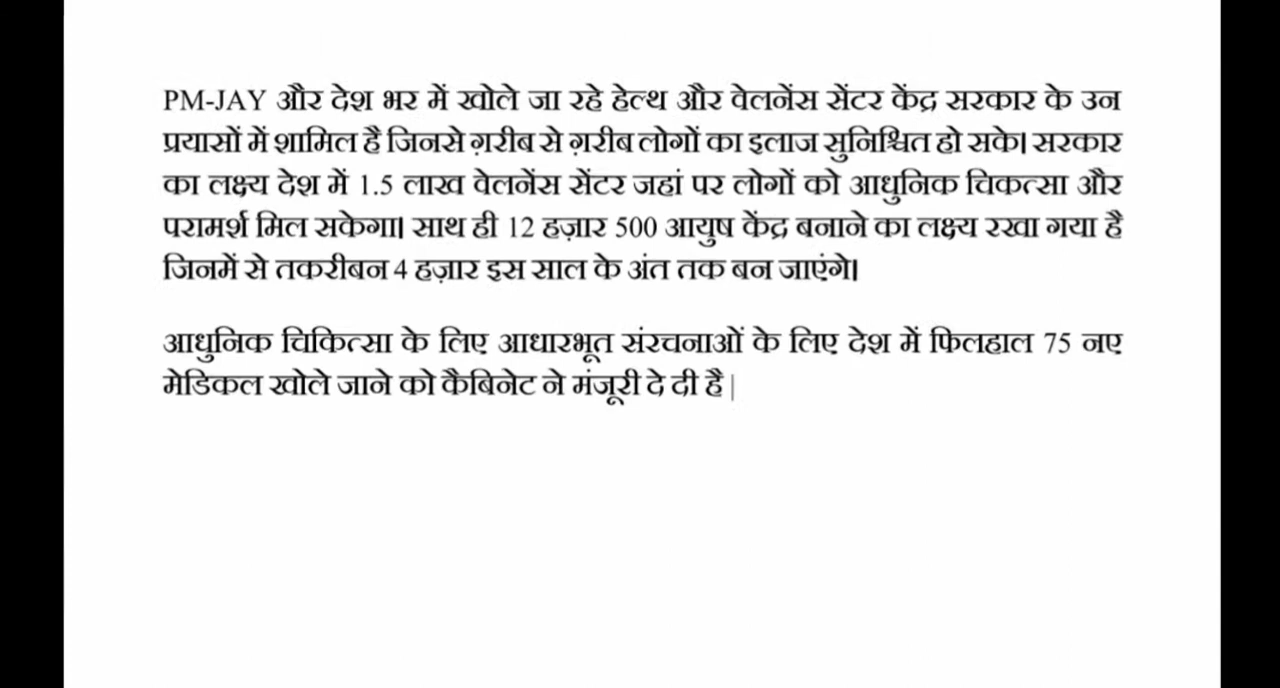 PM-JAY और देश भर में खोले जा रहे हेल्थ और वेलनेंस सेंटर केंद्र सरकार के उन
प्रयासों में शामिल है जिनसे ग़रीब से ग़रीब लोगों का इलाज सुनिश्चित हो सके। सरकार
का लक्ष्य देश में 1.5 लाख वेलनेंस सेंटर जहां पर लोगों को आधुनिक चिकत्सा और
परामर्श मिल सकेगा। साथ ही 12 हज़ार 500 आयुष केंद्र बनाने का लक्ष्य रखा गया है
जिनमें से तकरीबन 4 हज़ार इस साल के अंत तक बन जाएंगे।
आधुनिक चिकित्सा के लिए आधारभूत संरचनाओं के लिए देश में फिलहाल 75 नए
मेडिकल खोले जाने को कैबिनेट ने मंजूरी दे दी है |